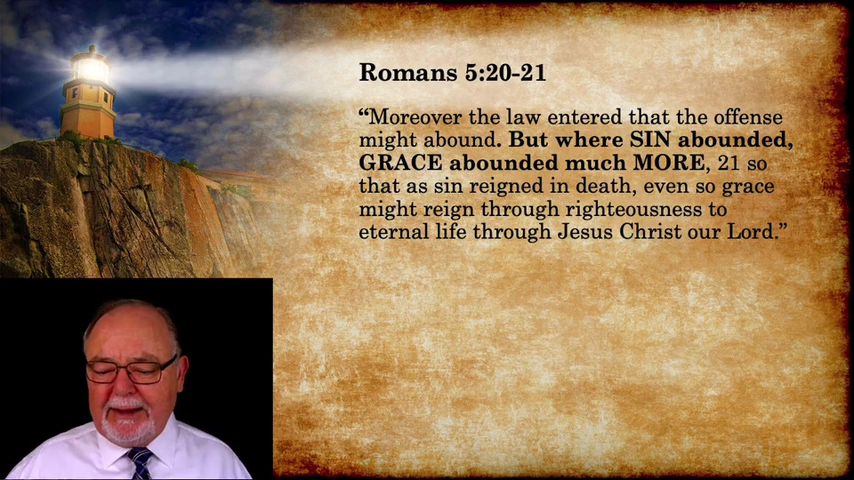 Romans 5:20-21
“Moreover the law entered that the offense
might abound. But where SIN abounded,
GRACE abounded much MORE, 21 so
that as sin reigned in death, even so grace
might reign through righteousness to
eternal life through Jesus Christ our Lord.”